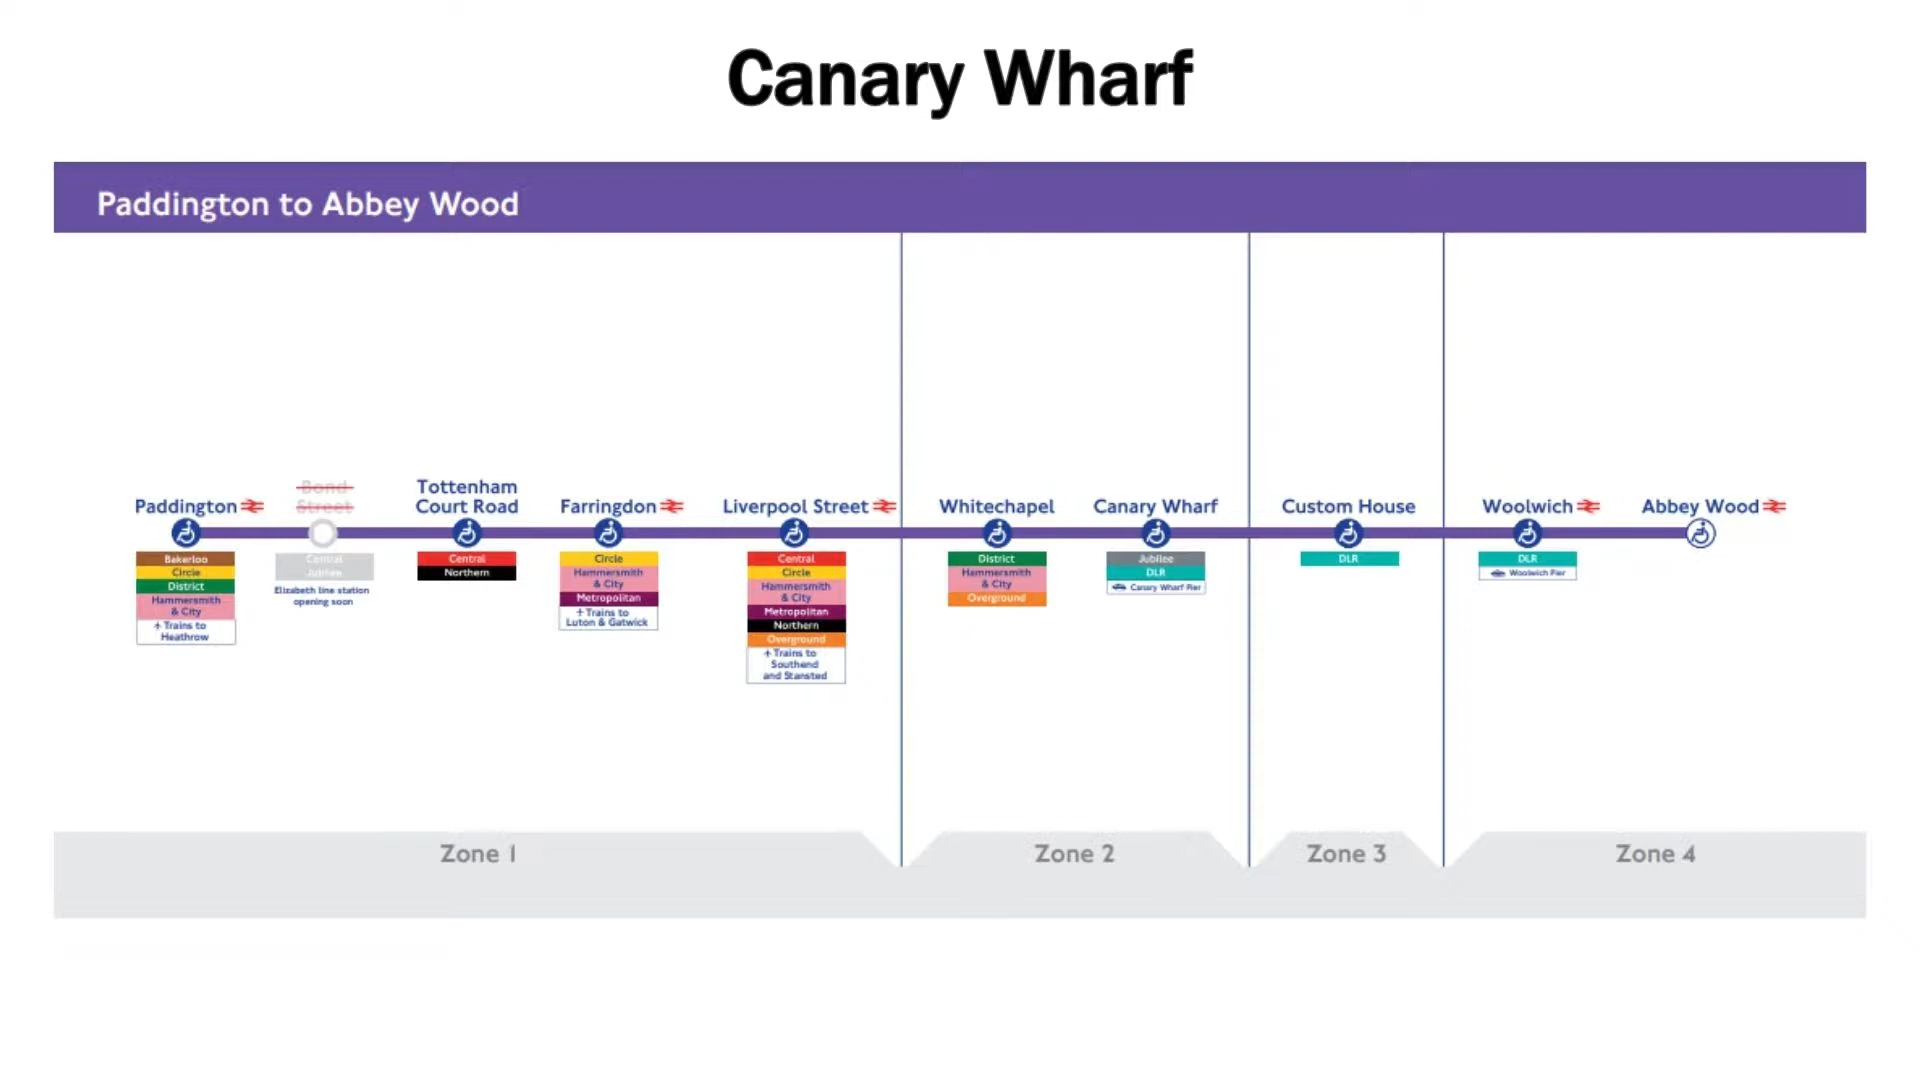 Canary Wharf
Paddington to Abbey Wood
Paddington
Bond
Street
Tottenham
Court Road
Farringdon
Liverpool Street
Whitechapel
Canary Wharf
Custom House
Woolwich
Abbey Wood
Bakerloo
Circle
District
Hammersmith
& City
Trains to
Heathrow
Central
Jubilee
Elizabeth line station
opening soon
Central
Northern
Circle
Hammersmith
& City
Metropolitan
Trains to
Luton & Gatwick
Central
Circle
Hammersmith
& City
Metropolitan
Northern
Overground
Trains to
Southend
and Stansted
District
Hammersmith
& City
Overground
Jubilee
DLR
Canary Wharf Pier
DLR
DLR
Woolwich Pier
Zone 1
Zone 2
Zone 3
Zone 4